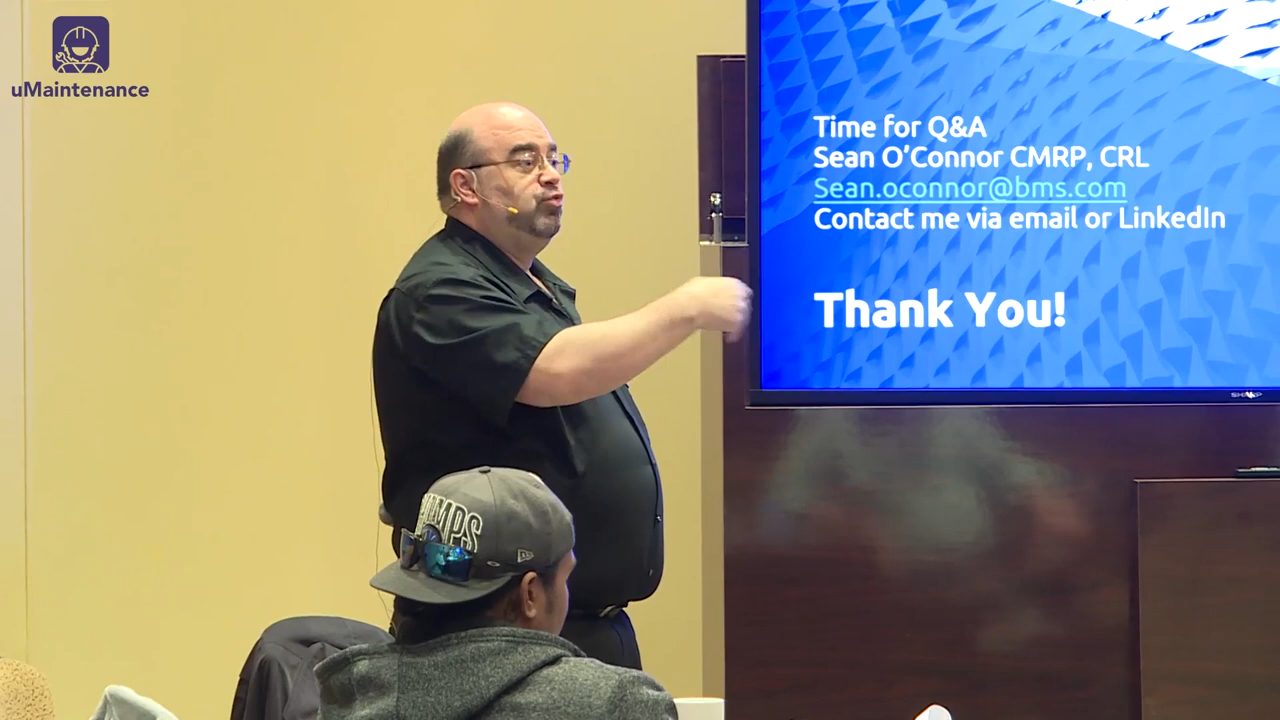 uMaintenance
Time for Q&A
Sean O'Connor CMRP, CRL
Sean.oconnor@bms.com
Contact me via email or LinkedIn
Thank You!
SHARP